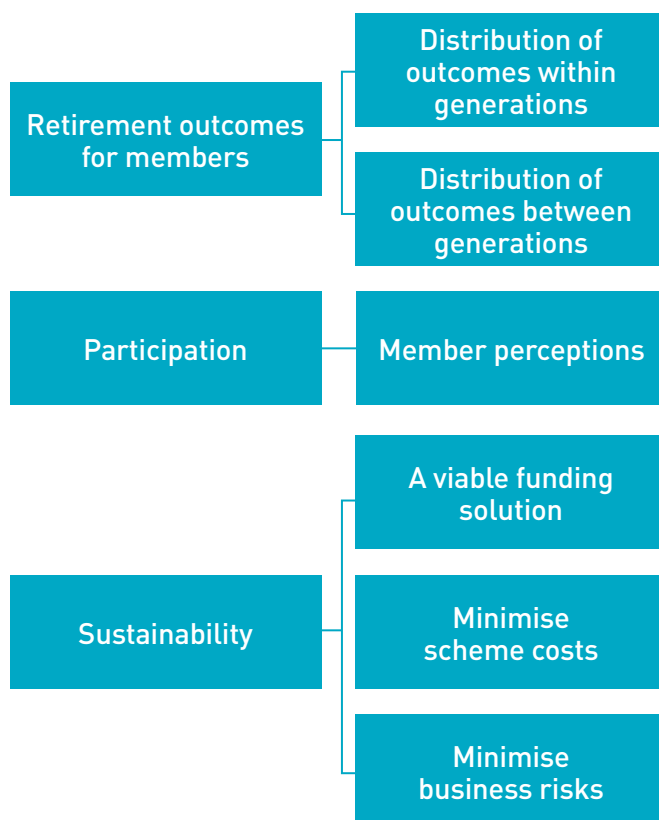 Retirement outcomes
for members
Distribution of
outcomes within
generations
Distribution of
outcomes between
generations
Participation
Member perceptions
Sustainability
A viable funding
solution
Minimise
scheme costs
Minimise
business risks